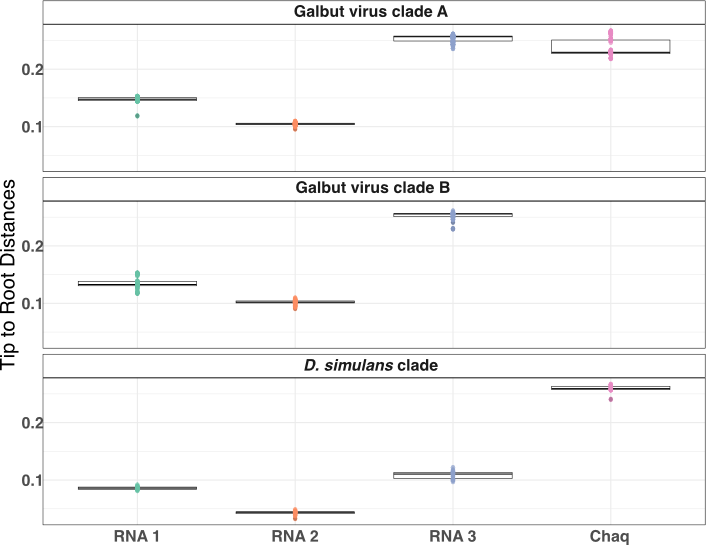 Galbut virus clade A
0.2
0.1
Galbut virus clade B
Tip to Root Distances
0.2
0.1
D. simulans clade
0.2
0.1
RNA 1 RNA 2 RNA 3 Chaq